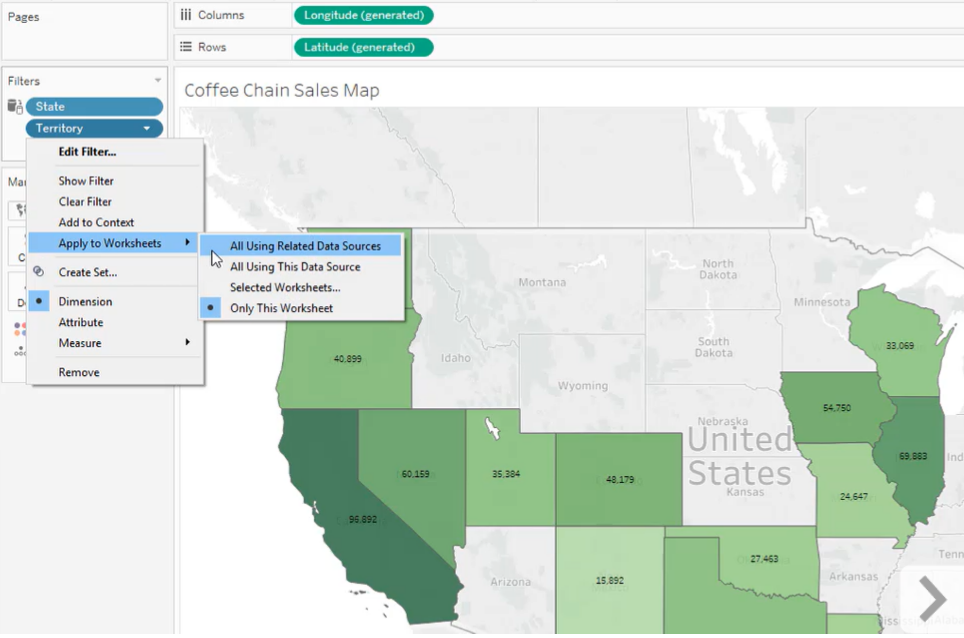 Pages
Columns
Longitude (generated)
Rows
Latitude (generated)
Filters
State
Territory
Coffee Chain Sales Map
Edit Filter...
Show Filter
Clear Filter
Add to Context
Apply to Worksheets
Create Set...
Dimension
Attribute
Measure
Remove
All Using Related Data Sources
All Using This Data Source
Selected Worksheets...
Only This Worksheet
Montana
North
Dakota
Minnesota
South
Dakota
Idaho
Wyoming
Nebraska
United
States
Kansas
Arizona
Arkansas
40,899
33,069
54,750
69,883
60,159
35,384
48,179
24,647
96,892
27,463
15,892
Ind
Tenn